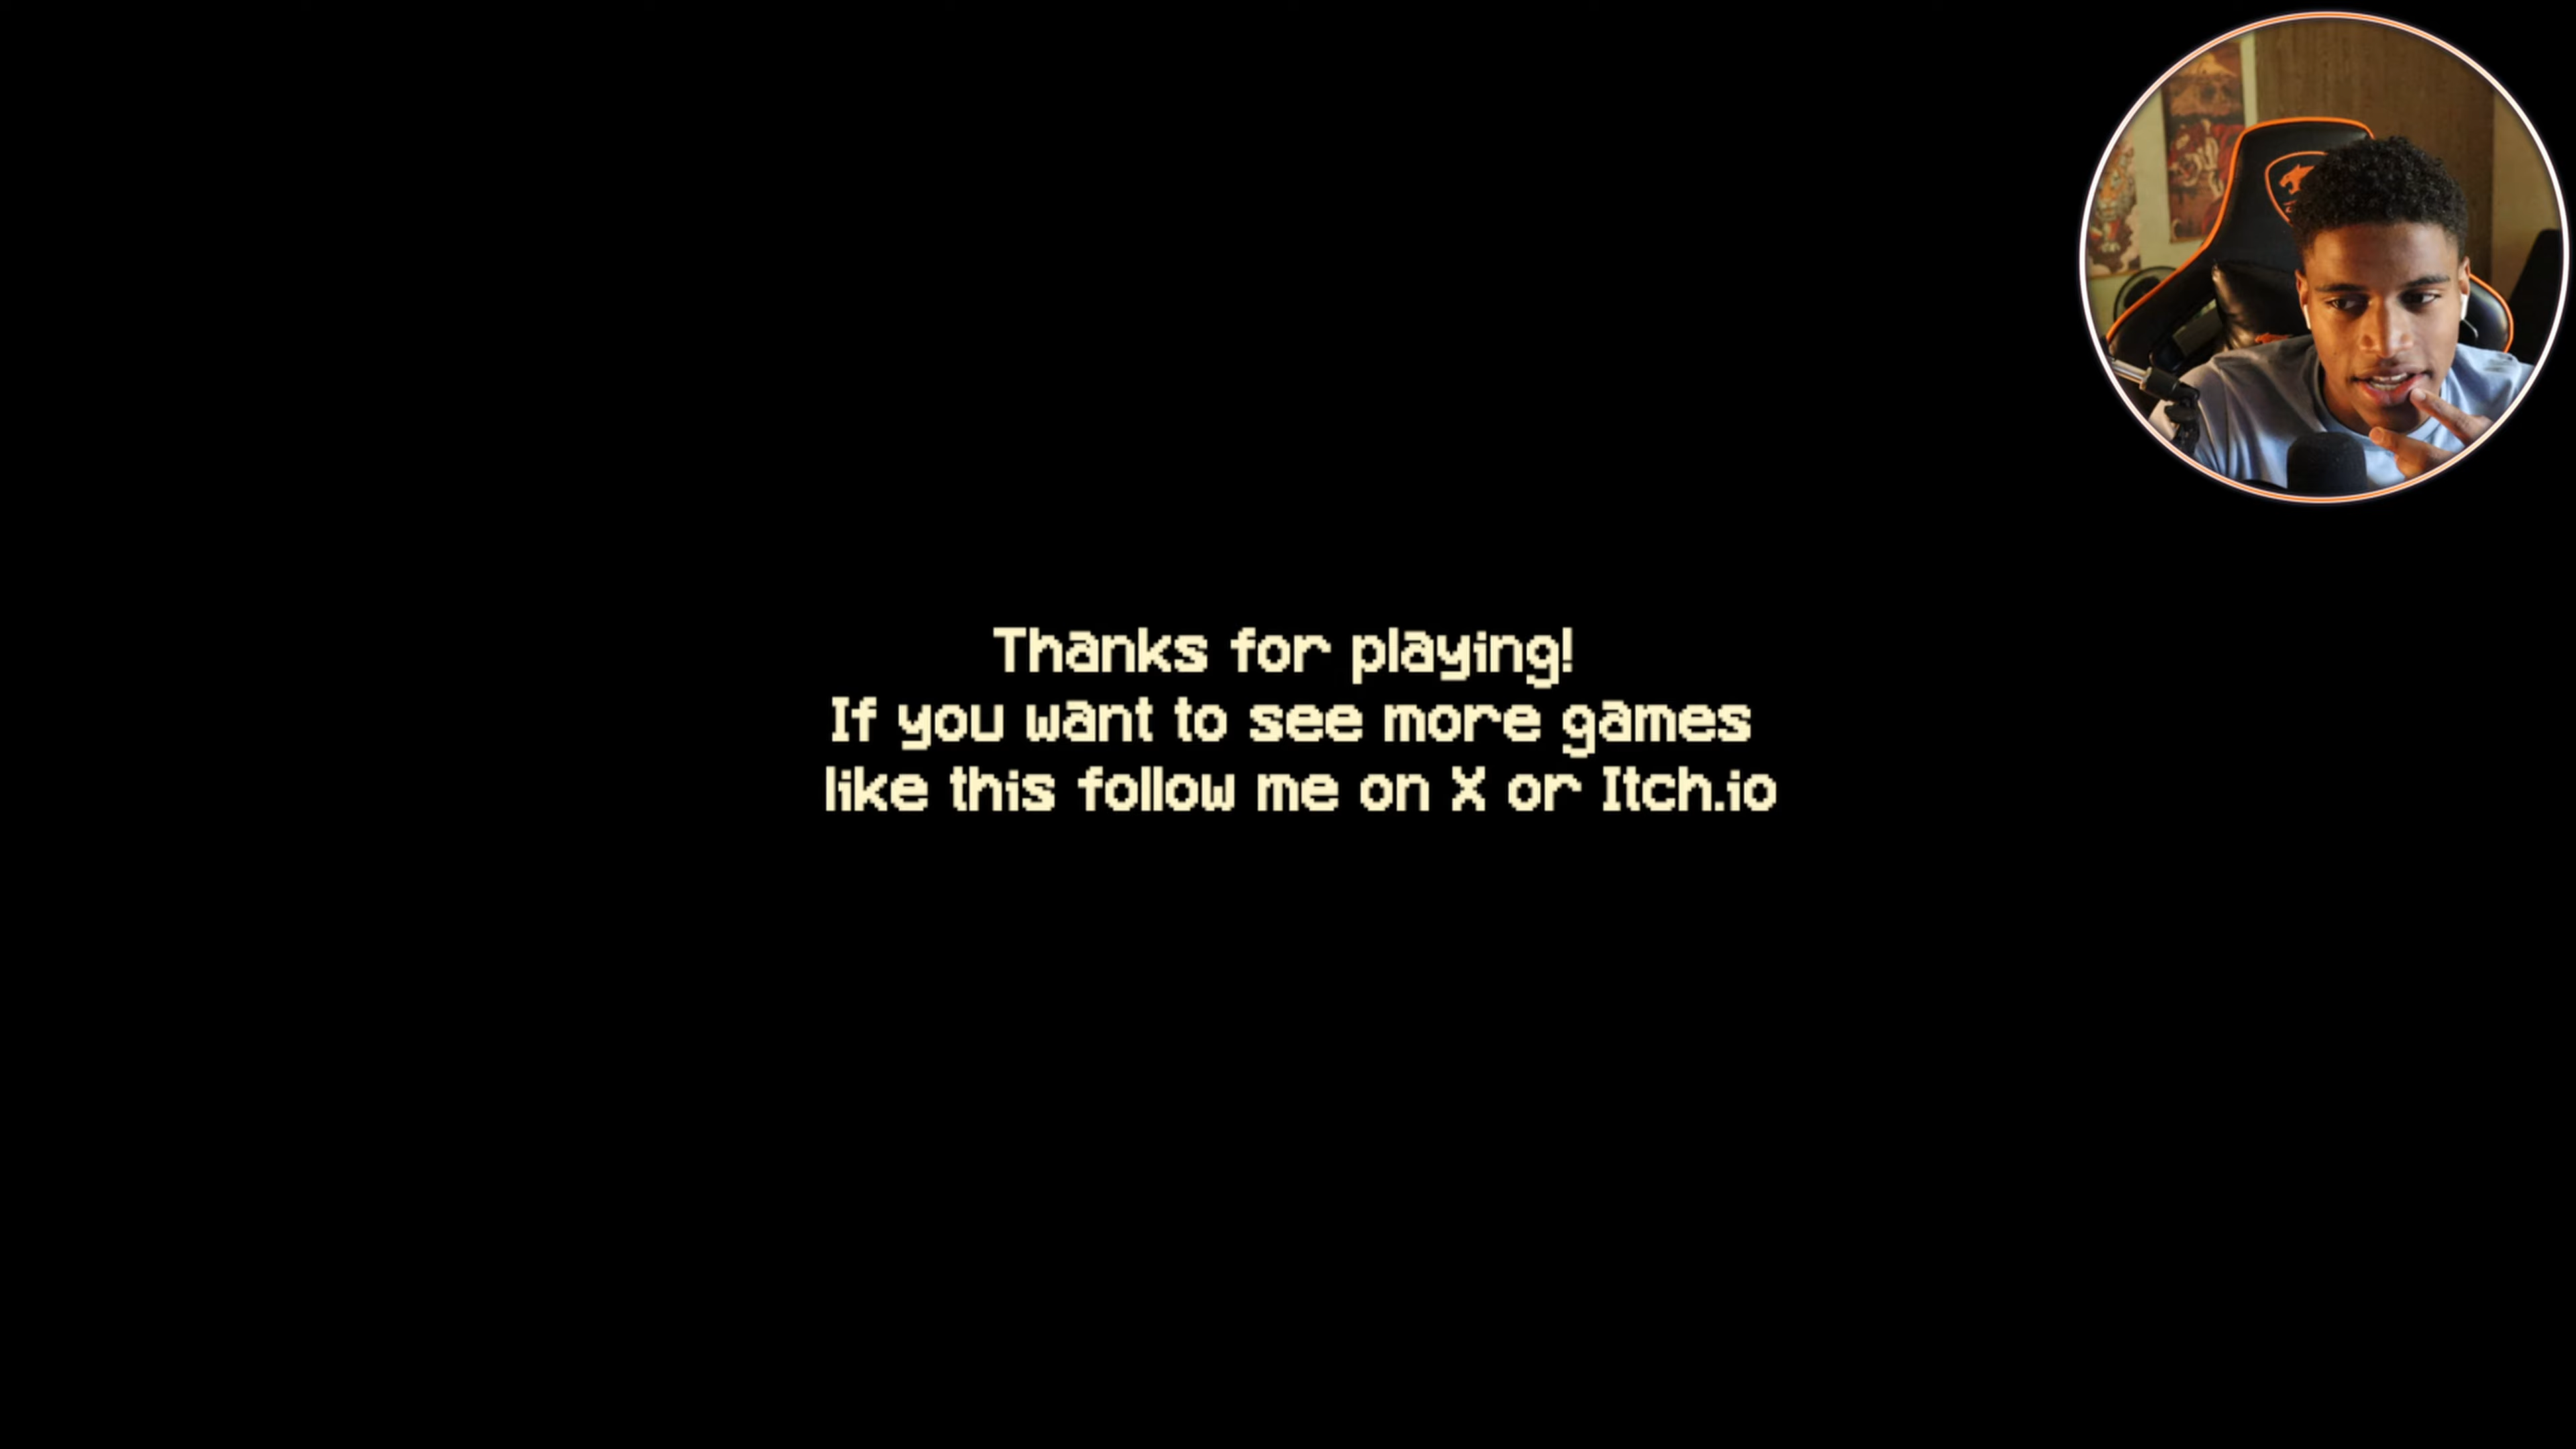 Thanks for playing!
If you want to see more games
like this follow me on X or Itch.io